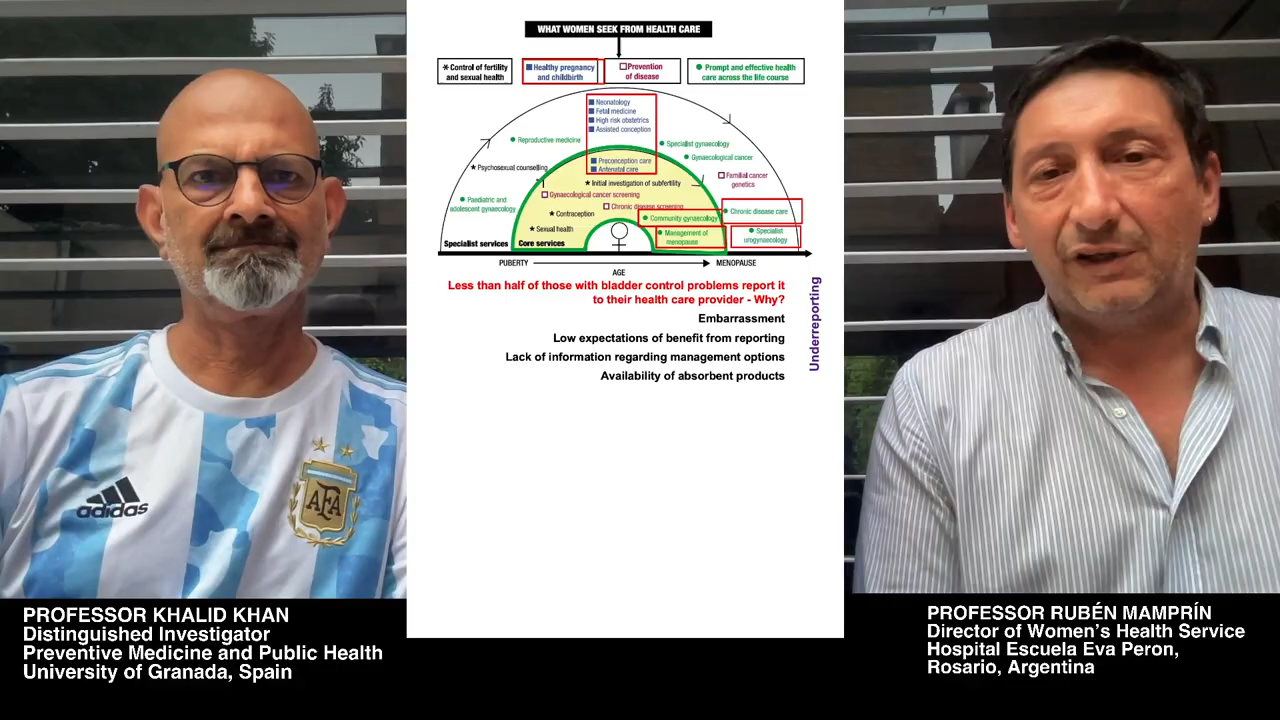 WHAT WOMEN SEEK FROM HEALTH CARE
Control of fertility
and sexual health
Healthy pregnancy
and childbirth
Prevention
of disease
Prompt and effective health
care across the life course
Neonatology
Fetal medicine
High risk obstetrics
Assisted conception
Reproductive medicine
Specialist gynaecology
Gynaecological cancer
Preconception care
Antenatal care
Psychosexual counselling
Initial investigation of subfertility
Familial cancer
genetics
Gynaecological cancer screening
Paediatric and
adolescent gynaecology
Chronic disease screening
Contraception
Community gynaecology
Chronic disease care
Sexual health
Management of
menopause
Specialist
urogynaecology
Specialist services
Core services
PUBERTY
AGE
MENOPAUSE
Less than half of those with bladder control problems report it
to their health care provider - Why?
Embarrassment
Low expectations of benefit from reporting
Lack of information regarding management options
Availability of absorbent products
Underreporting
adidas
AFA
PROFESSOR KHALID KHAN
Distinguished Investigator
Preventive Medicine and Public Health
University of Granada, Spain
PROFESSOR RUBÉN MAMPRÍN
Director of Women's Health Service
Hospital Escuela Eva Peron,
Rosario, Argentina